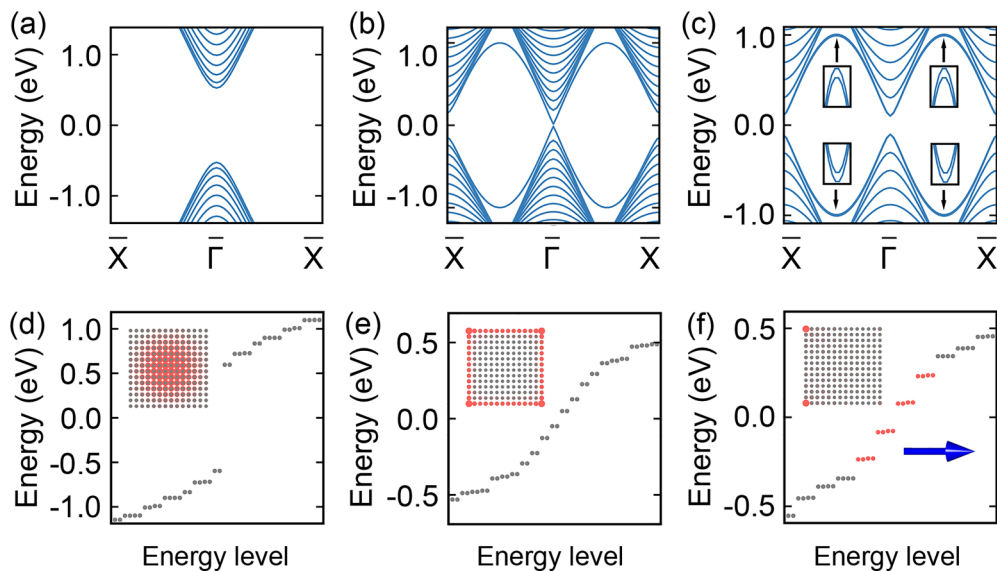 (a) (b) (c)
Energy (eV) 1.0 0.0 -1.0
X̅ Γ̅ X̅
Energy (eV) 1.0 0.0 -1.0
X̅ Γ̅ X̅
Energy (eV) 1.0 0.0 -1.0
X̅ Γ̅ X̅
(d) (e) (f)
Energy (eV) 1.0 0.5 0.0 -0.5 -1.0
Energy level
Energy (eV) 0.5 0.0 -0.5
Energy level
Energy (eV) 0.5 0.0 -0.5
Energy level